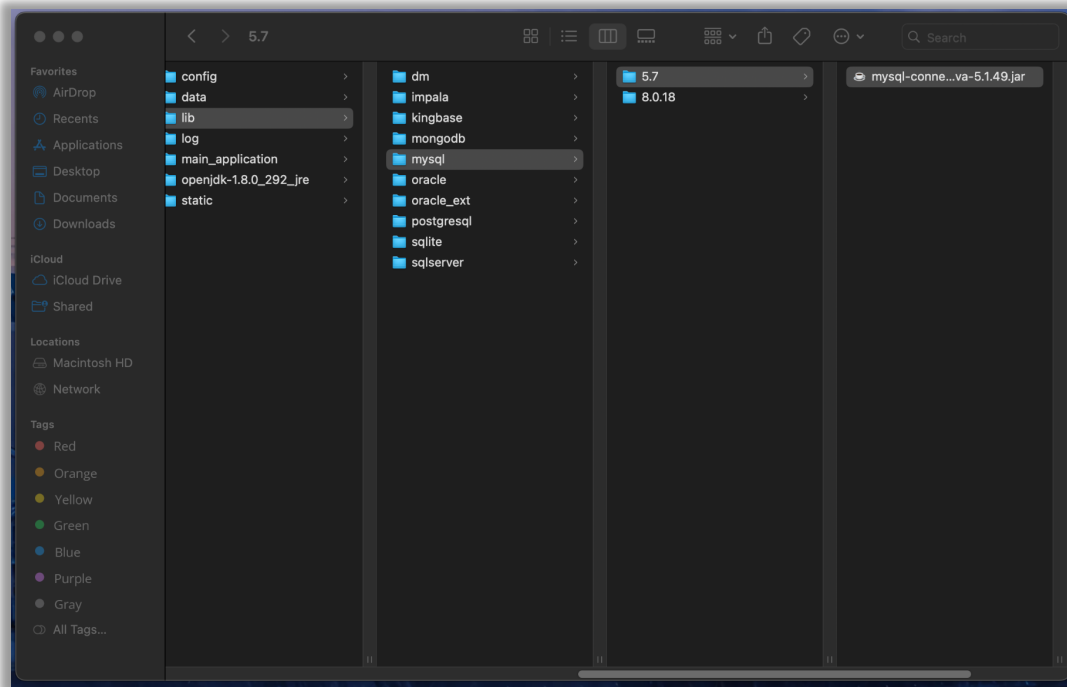 5.7
Search
Favorites
AirDrop
Recents
Applications
Desktop
Documents
Downloads
iCloud
iCloud Drive
Shared
Locations
Macintosh HD
Network
Tags
Red
Orange
Yellow
Green
Blue
Purple
Gray
All Tags...
config
data
lib
log
main_application
openjdk-1.8.0_292_jre
static
dm
impala
kingbase
mongodb
mysql
oracle
oracle_ext
postgresql
sqlite
sqlserver
5.7
8.0.18
mysql-conne...va-5.1.49.jar